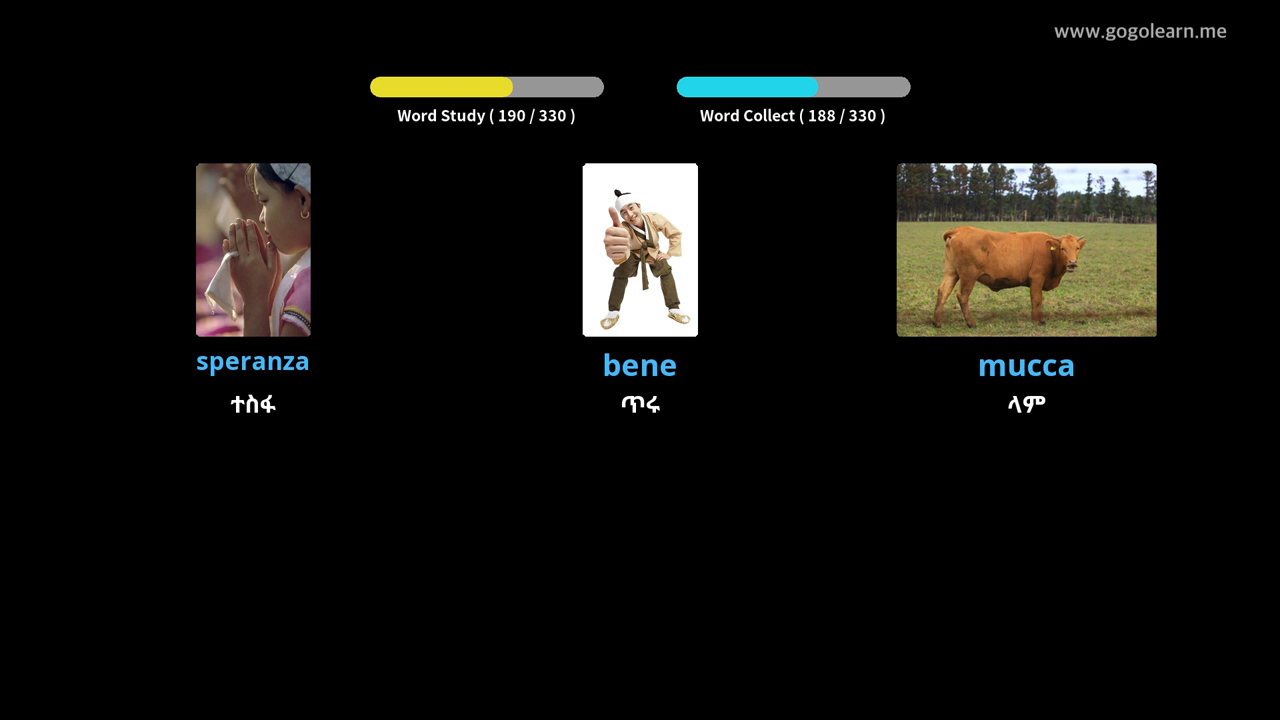 www.gogolearn.me
Word Study ( 190 / 330 )
Word Collect ( 188 / 330 )
speranza
ተስፋ
bene
ጥሩ
mucca
ላም